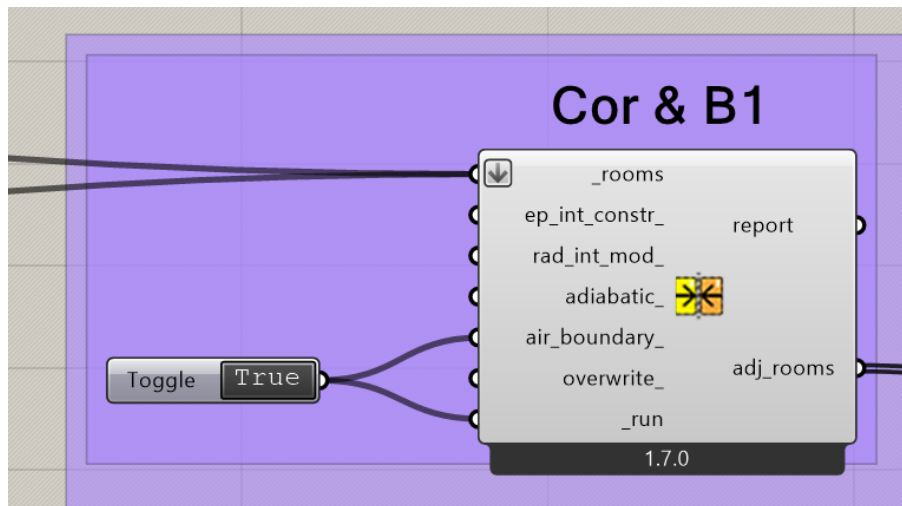 Cor & B1
_rooms
ep_int_constr_
rad_int_mod_
adiabatic_
air_boundary_
overwrite_
_run
report
adj_rooms
Toggle True
1.7.0